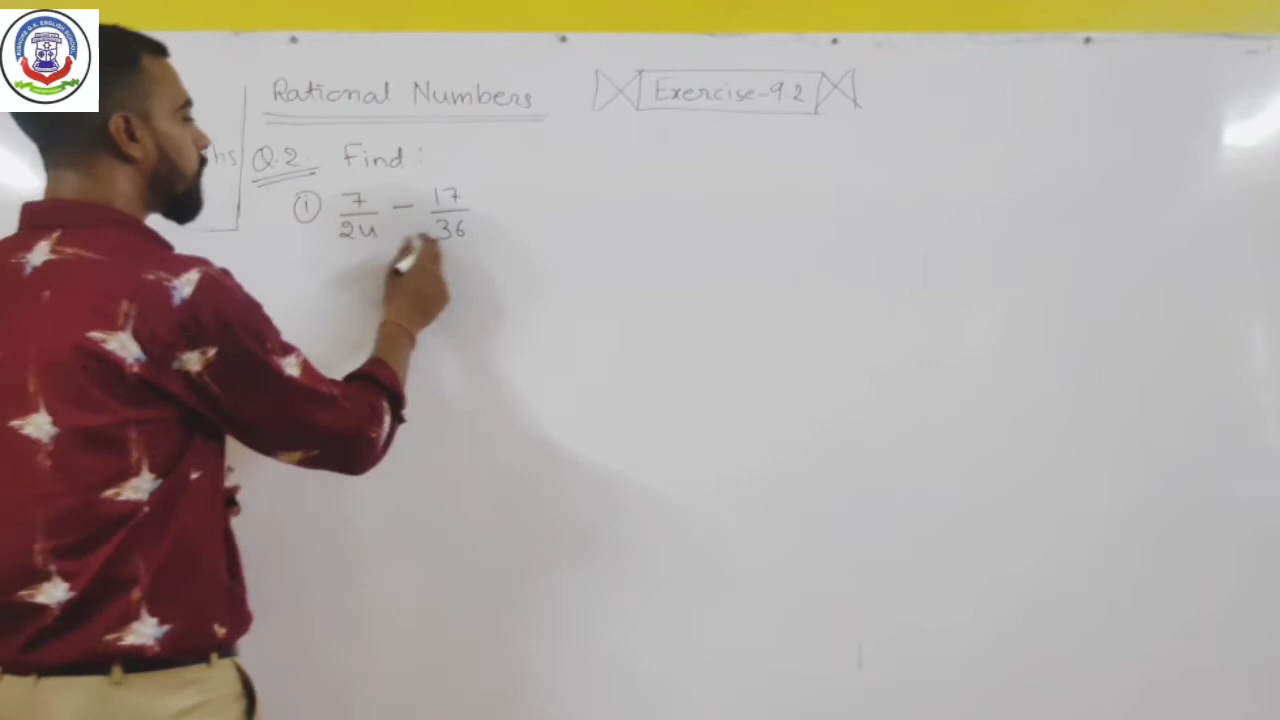 Rational Numbers Exercise-9 2
Q.2. Find :
① 7/24 - 17/36